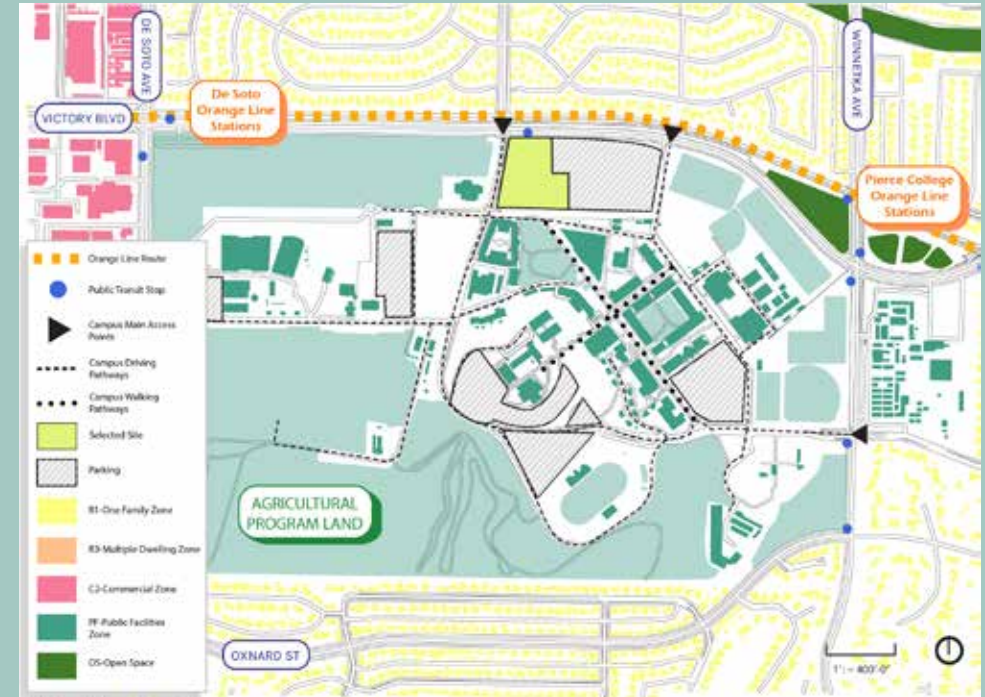 DE SOTO AVE
WINNETKA AVE
De Soto
Orange Line
Stations
VICTORY BLVD
Pierce College
Orange Line
Stations
Orange Line Route
Public Transit Stop
Campus Main Access
Points
Campus Driving
Pathways
Campus Walking
Pathways
Selected Site
Parking
R1-One Family Zone
R3-Multiple Dwelling Zone
C2-Commercial Zone
PF-Public Facilities
Zone
OS-Open Space
AGRICULTURAL
PROGRAM LAND
OXNARD ST
1":= 400'-0"